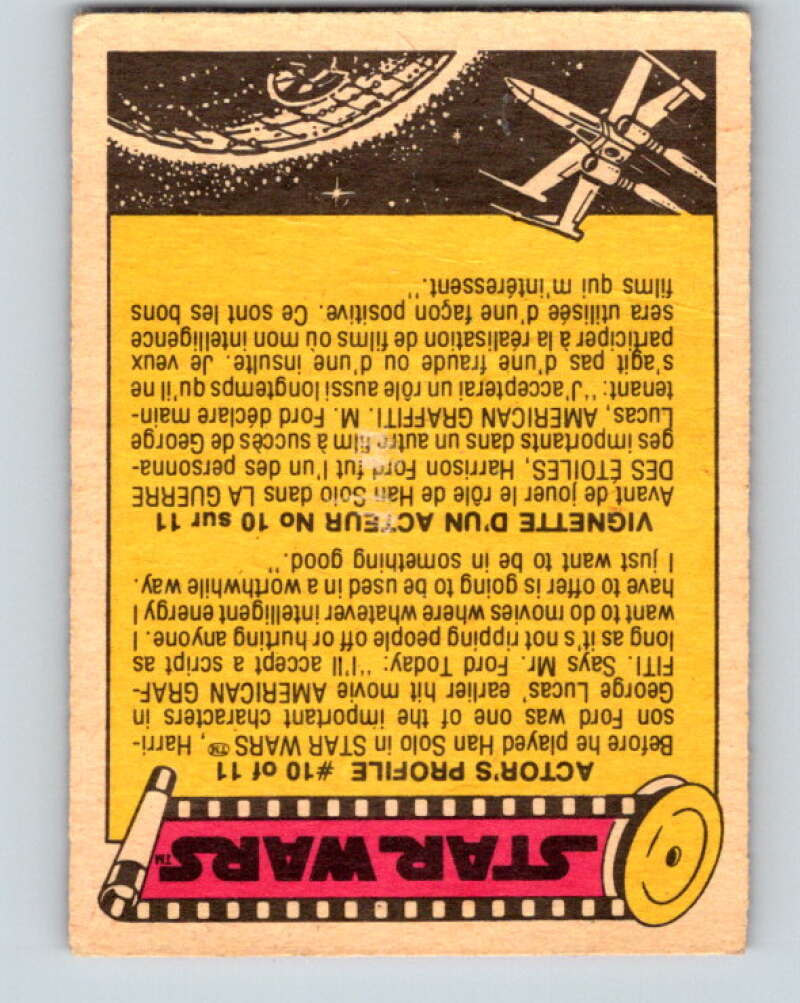 STAR WARS™
ACTOR'S PROFILE #10 of 11
Before he played Han Solo in STAR WARS ®™, Harri-
son Ford was one of the important characters in
George Lucas' earlier hit movie AMERICAN GRAF-
FITI. Says Mr. Ford Today: "I'll accept a script as
long as it's not ripping people off or hurting anyone. I
want to do movies where whatever intelligent energy I
have to offer is going to be used in a worthwhile way.
I just want to be in something good."
VIGNETTE D'UN ACTEUR No 10 sur 11
Avant de jouer le rôle de Han Solo dans LA GUERRE
DES ÉTOILES, Harrison Ford fut l'un des personna-
ges importants dans un autre film à succès de George
Lucas, AMERICAN GRAFFITI. M. Ford déclare main-
tenant: "J'accepterai un rôle aussi longtemps qu'il ne
s'agit pas d'une fraude ou d'une insulte. Je veux
participer à la réalisation de films où mon intelligence
sera utilisée d'une façon positive. Ce sont les bons
films qui m'intéressent."